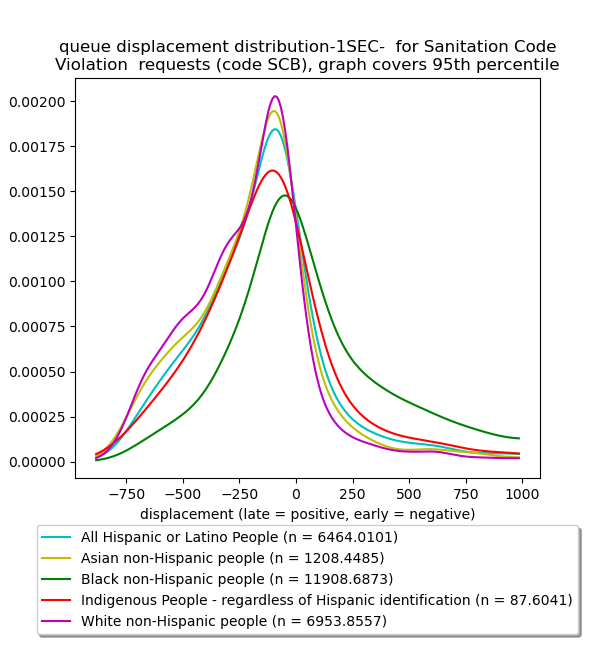 queue displacement distribution-1SEC-  for Sanitation Code
Violation  requests (code SCB), graph covers 95th percentile
0.00200
0.00175
0.00150
0.00125
0.00100
0.00075
0.00050
0.00025
0.00000
−750 −500 −250 0 250 500 750 1000
displacement (late = positive, early = negative)
All Hispanic or Latino People (n = 6464.0101)
Asian non-Hispanic people (n = 1208.4485)
Black non-Hispanic people (n = 11908.6873)
Indigenous People - regardless of Hispanic identification (n = 87.6041)
White non-Hispanic people (n = 6953.8557)